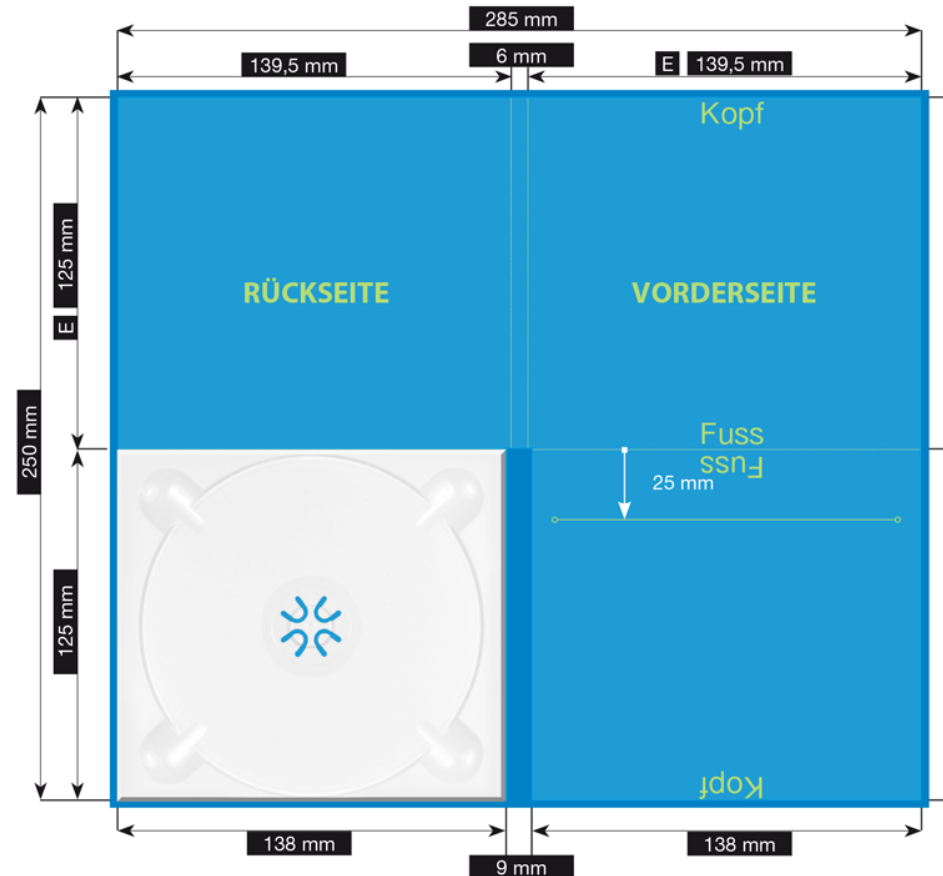 285 mm
139,5 mm
6 mm
E 139,5 mm
Kopf
125 mm
E
RÜCKSEITE
VORDERSEITE
250 mm
Fuss
Fuss
25 mm
125 mm
Kopf
138 mm
138 mm
9 mm